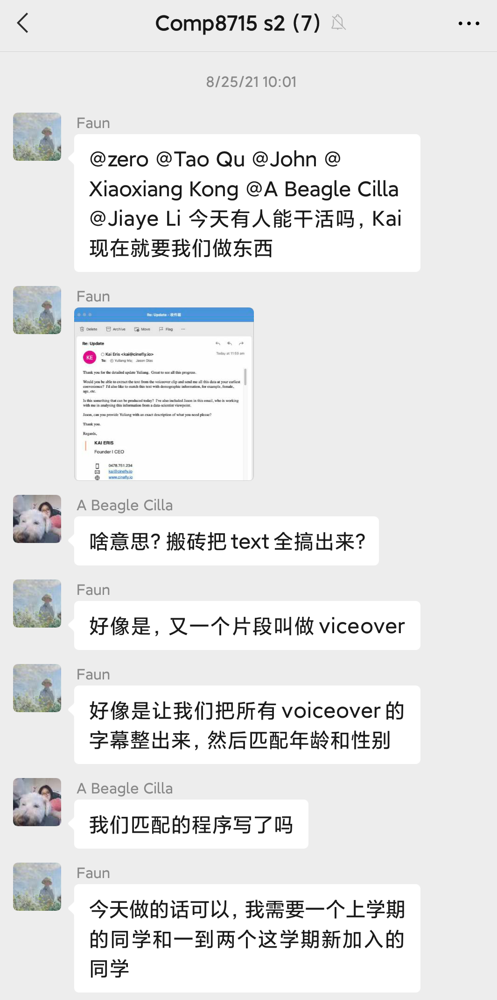 Comp8715 s2 (7)
8/25/21 10:01
Faun
@zero @Tao Qu @John @
Xiaoxiang Kong @A Beagle Cilla
@Jiaye Li 今天有人能干活吗, Kai
现在就要我们做东西
Faun
Re: Update - 收件箱
Delete Archive Move Flag ···
Re: Update
KE
Kai Eris <kai@cinefly.io>
Today at 11:59 am
To: Yuliang Ma; Jason Dias
Thank you for the detailed update Yuliang. Great to see all this progress.
Would you be able to extract the text from the voiceover clip and send me all this data at your earliest
convenience? I'd also like to match this text with demographic information, for example, female,
age, etc.
Is this something that can be produced today? I've also included Jason in this email, who is working
with me in analysing this information from a data-scientist viewpoint.
Jason, can you provide Yuliang with an exact description of what you need please?
Thank you.
Regards,
KAI ERIS
Founder | CEO
0478.751.234
kai@cinefly.io
www.cinefly.io
A Beagle Cilla
啥意思? 搬砖把 text 全搞出来?
Faun
好像是, 又一个片段叫做 viceover
Faun
好像是让我们把所有 voiceover 的
字幕整出来, 然后匹配年龄和性别
A Beagle Cilla
我们匹配的程序写了吗
Faun
今天做的话可以, 我需要一个上学期
的同学和一到两个这学期新加入的
同学